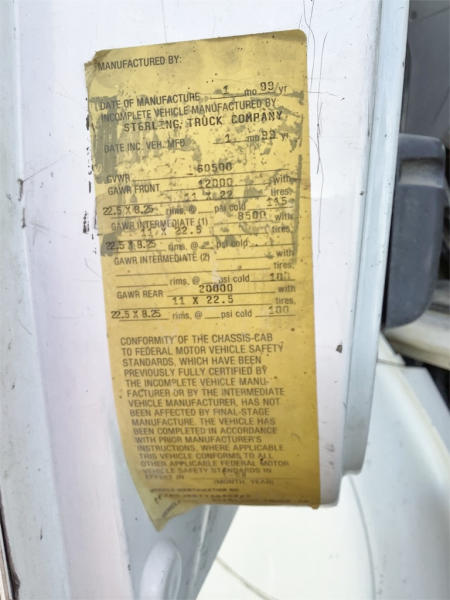 MANUFACTURED BY:
DATE OF MANUFACTURE 1 mo 99/yr
INCOMPLETE VEHICLE MANUFACTURED BY
STERLING TRUCK COMPANY
DATE INC. VEH. MFD 1 mo 99 yr
GVWR 60500
GAWR FRONT 12000 with
11 X 22 tires,
22.5 X 8.25 rims, @ psi cold 115
GAWR INTERMEDIATE (1) 8500 with
11 X 22.5 tires,
22.5 X 8.25 rims, @ psi cold
GAWR INTERMEDIATE (2) with
tires,
rims, @ psi cold 100
GAWR REAR 20000 with
11 X 22.5 tires,
22.5 X 8.25 rims, @ psi cold 100
CONFORMITY OF THE CHASSIS-CAB
TO FEDERAL MOTOR VEHICLE SAFETY
STANDARDS, WHICH HAVE BEEN
PREVIOUSLY FULLY CERTIFIED BY
THE INCOMPLETE VEHICLE MANU-
FACTURER OR BY THE INTERMEDIATE
VEHICLE MANUFACTURER, HAS NOT
BEEN AFFECTED BY FINAL-STAGE
MANUFACTURE. THE VEHICLE HAS
BEEN COMPLETED IN ACCORDANCE
WITH PRIOR MANUFACTURER'S
INSTRUCTIONS, WHERE APPLICABLE
THIS VEHICLE CONFORMS TO ALL
OTHER APPLICABLE FEDERAL MOTOR
VEHICLE SAFETY STANDARDS IN
EFFECT IN
(MONTH, YEAR)
VEHICLE IDENTIFICATION NO.